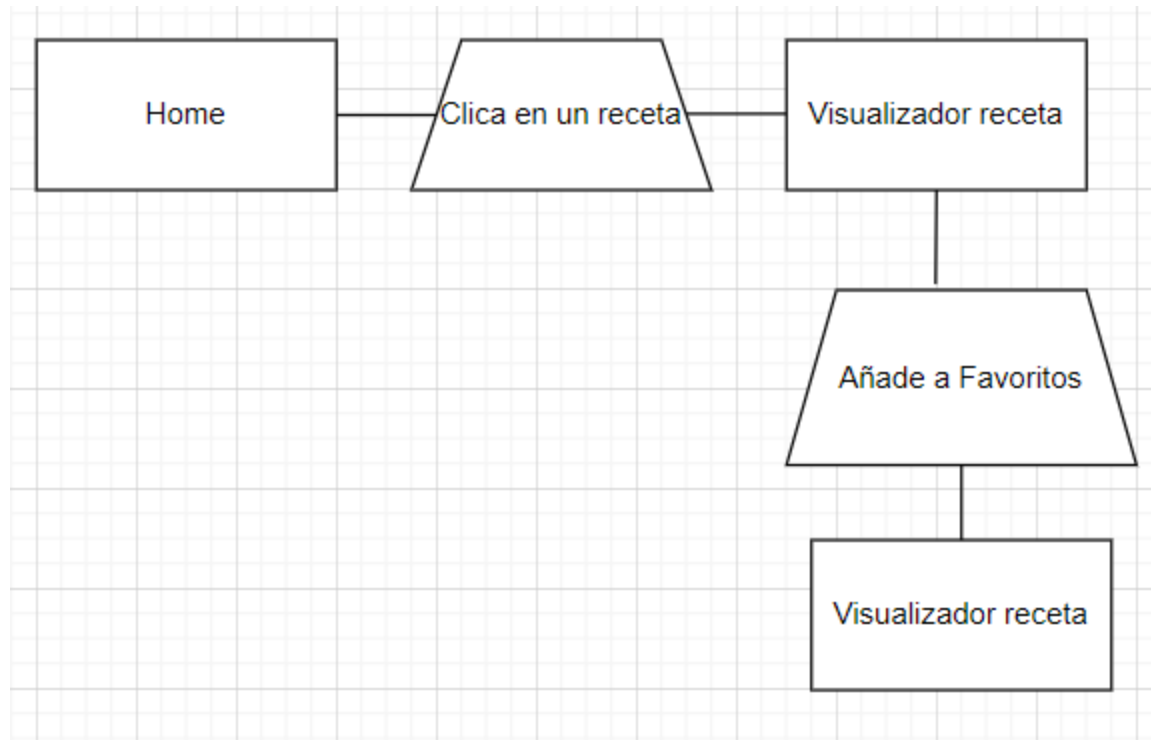 Home
Clica en un receta
Visualizador receta
Añade a Favoritos
Visualizador receta